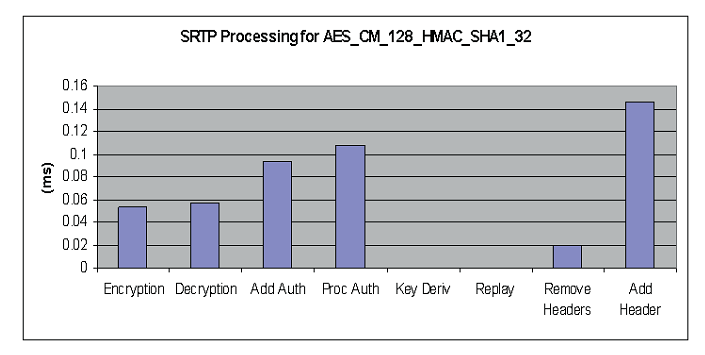 SRTP Processing for AES_CM_128_HMAC_SHA1_32
0.16
0.14
0.12
0.1
0.08
0.06
0.04
0.02
0
(ms)
Encryption Decryption Add Auth Proc Auth Key Deriv Replay Remove Add
Headers Header